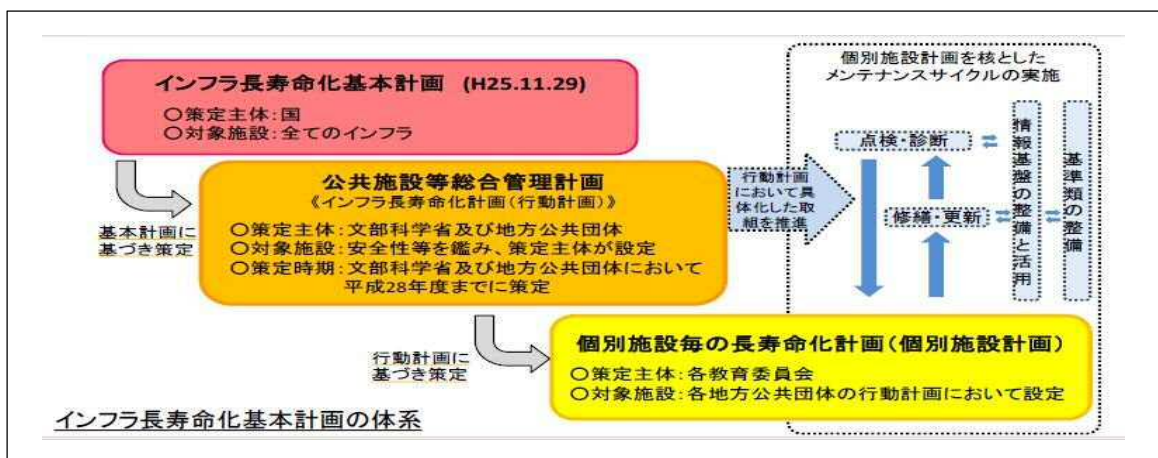 インフラ長寿命化基本計画 (H25.11.29)
〇策定主体:国
〇対象施設:全てのインフラ
基本計画に
基づき策定
公共施設等総合管理計画
《インフラ長寿命化計画(行動計画)》
〇策定主体:文部科学省及び地方公共団体
〇対象施設:安全性等を鑑み、策定主体が設定
〇策定時期:文部科学省及び地方公共団体において
平成28年度までに策定
行動計画
において具
体化した取
組を推進
個別施設計画を核とした
メンテナンスサイクルの実施
点検・診断
修繕・更新
情報基盤の整備と活用
基準類の整備
行動計画に
基づき策定
個別施設毎の長寿命化計画(個別施設計画)
〇策定主体:各教育委員会
〇対象施設:各地方公共団体の行動計画において設定
インフラ長寿命化基本計画の体系